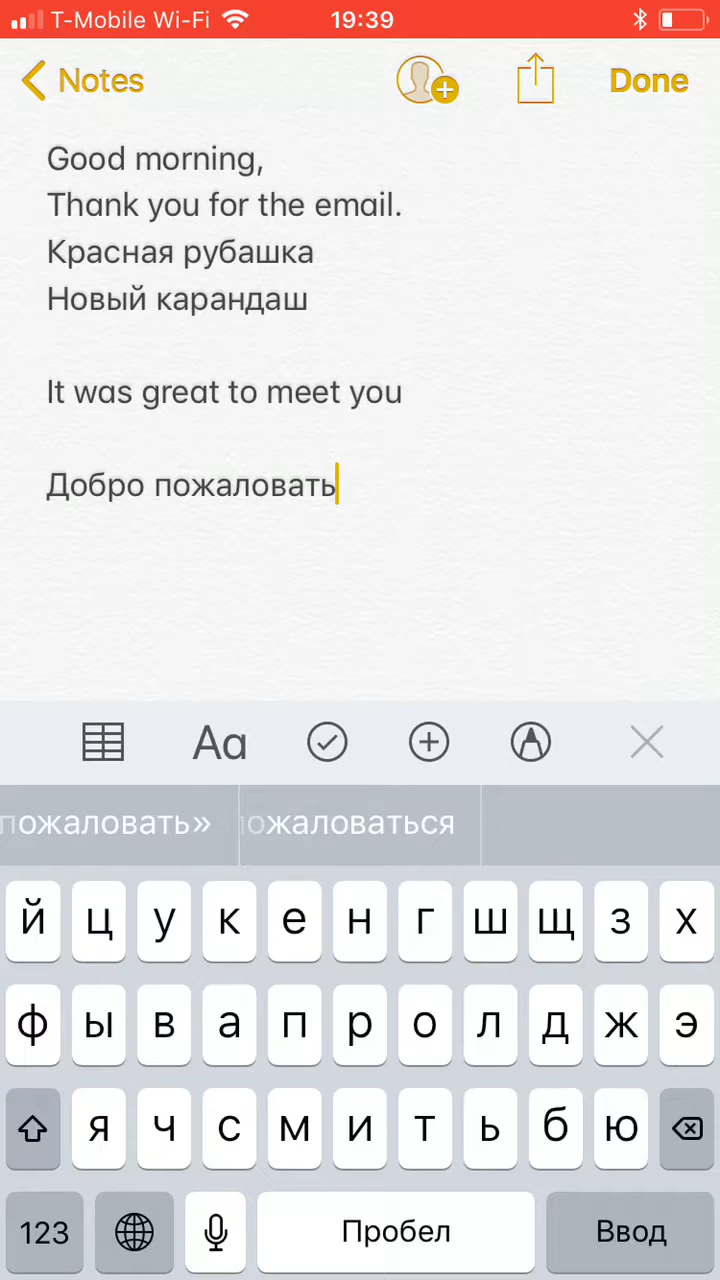 T-Mobile Wi-Fi 19:39
Notes Done
Good morning,
Thank you for the email.
Красная рубашка
Новый карандаш
It was great to meet you
Добро пожаловать
Aa
пожаловать» пожаловаться
й ц у к е н г ш щ з х
ф ы в а п р о л д ж э
я ч с м и т ь б ю
123 Пробел Ввод